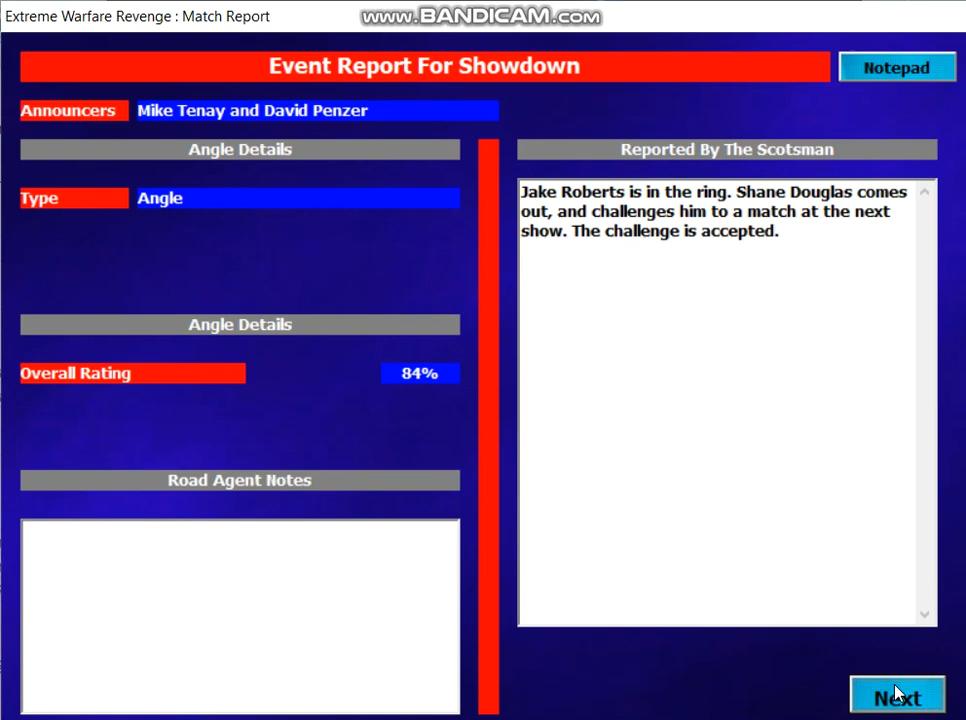 Extreme Warfare Revenge : Match Report
www.BANDICAM.com
Event Report For Showdown
Notepad
Announcers
Mike Tenay and David Penzer
Angle Details
Type
Angle
Angle Details
Overall Rating
84%
Road Agent Notes
Reported By The Scotsman
Jake Roberts is in the ring. Shane Douglas comes
out, and challenges him to a match at the next
show. The challenge is accepted.
Next